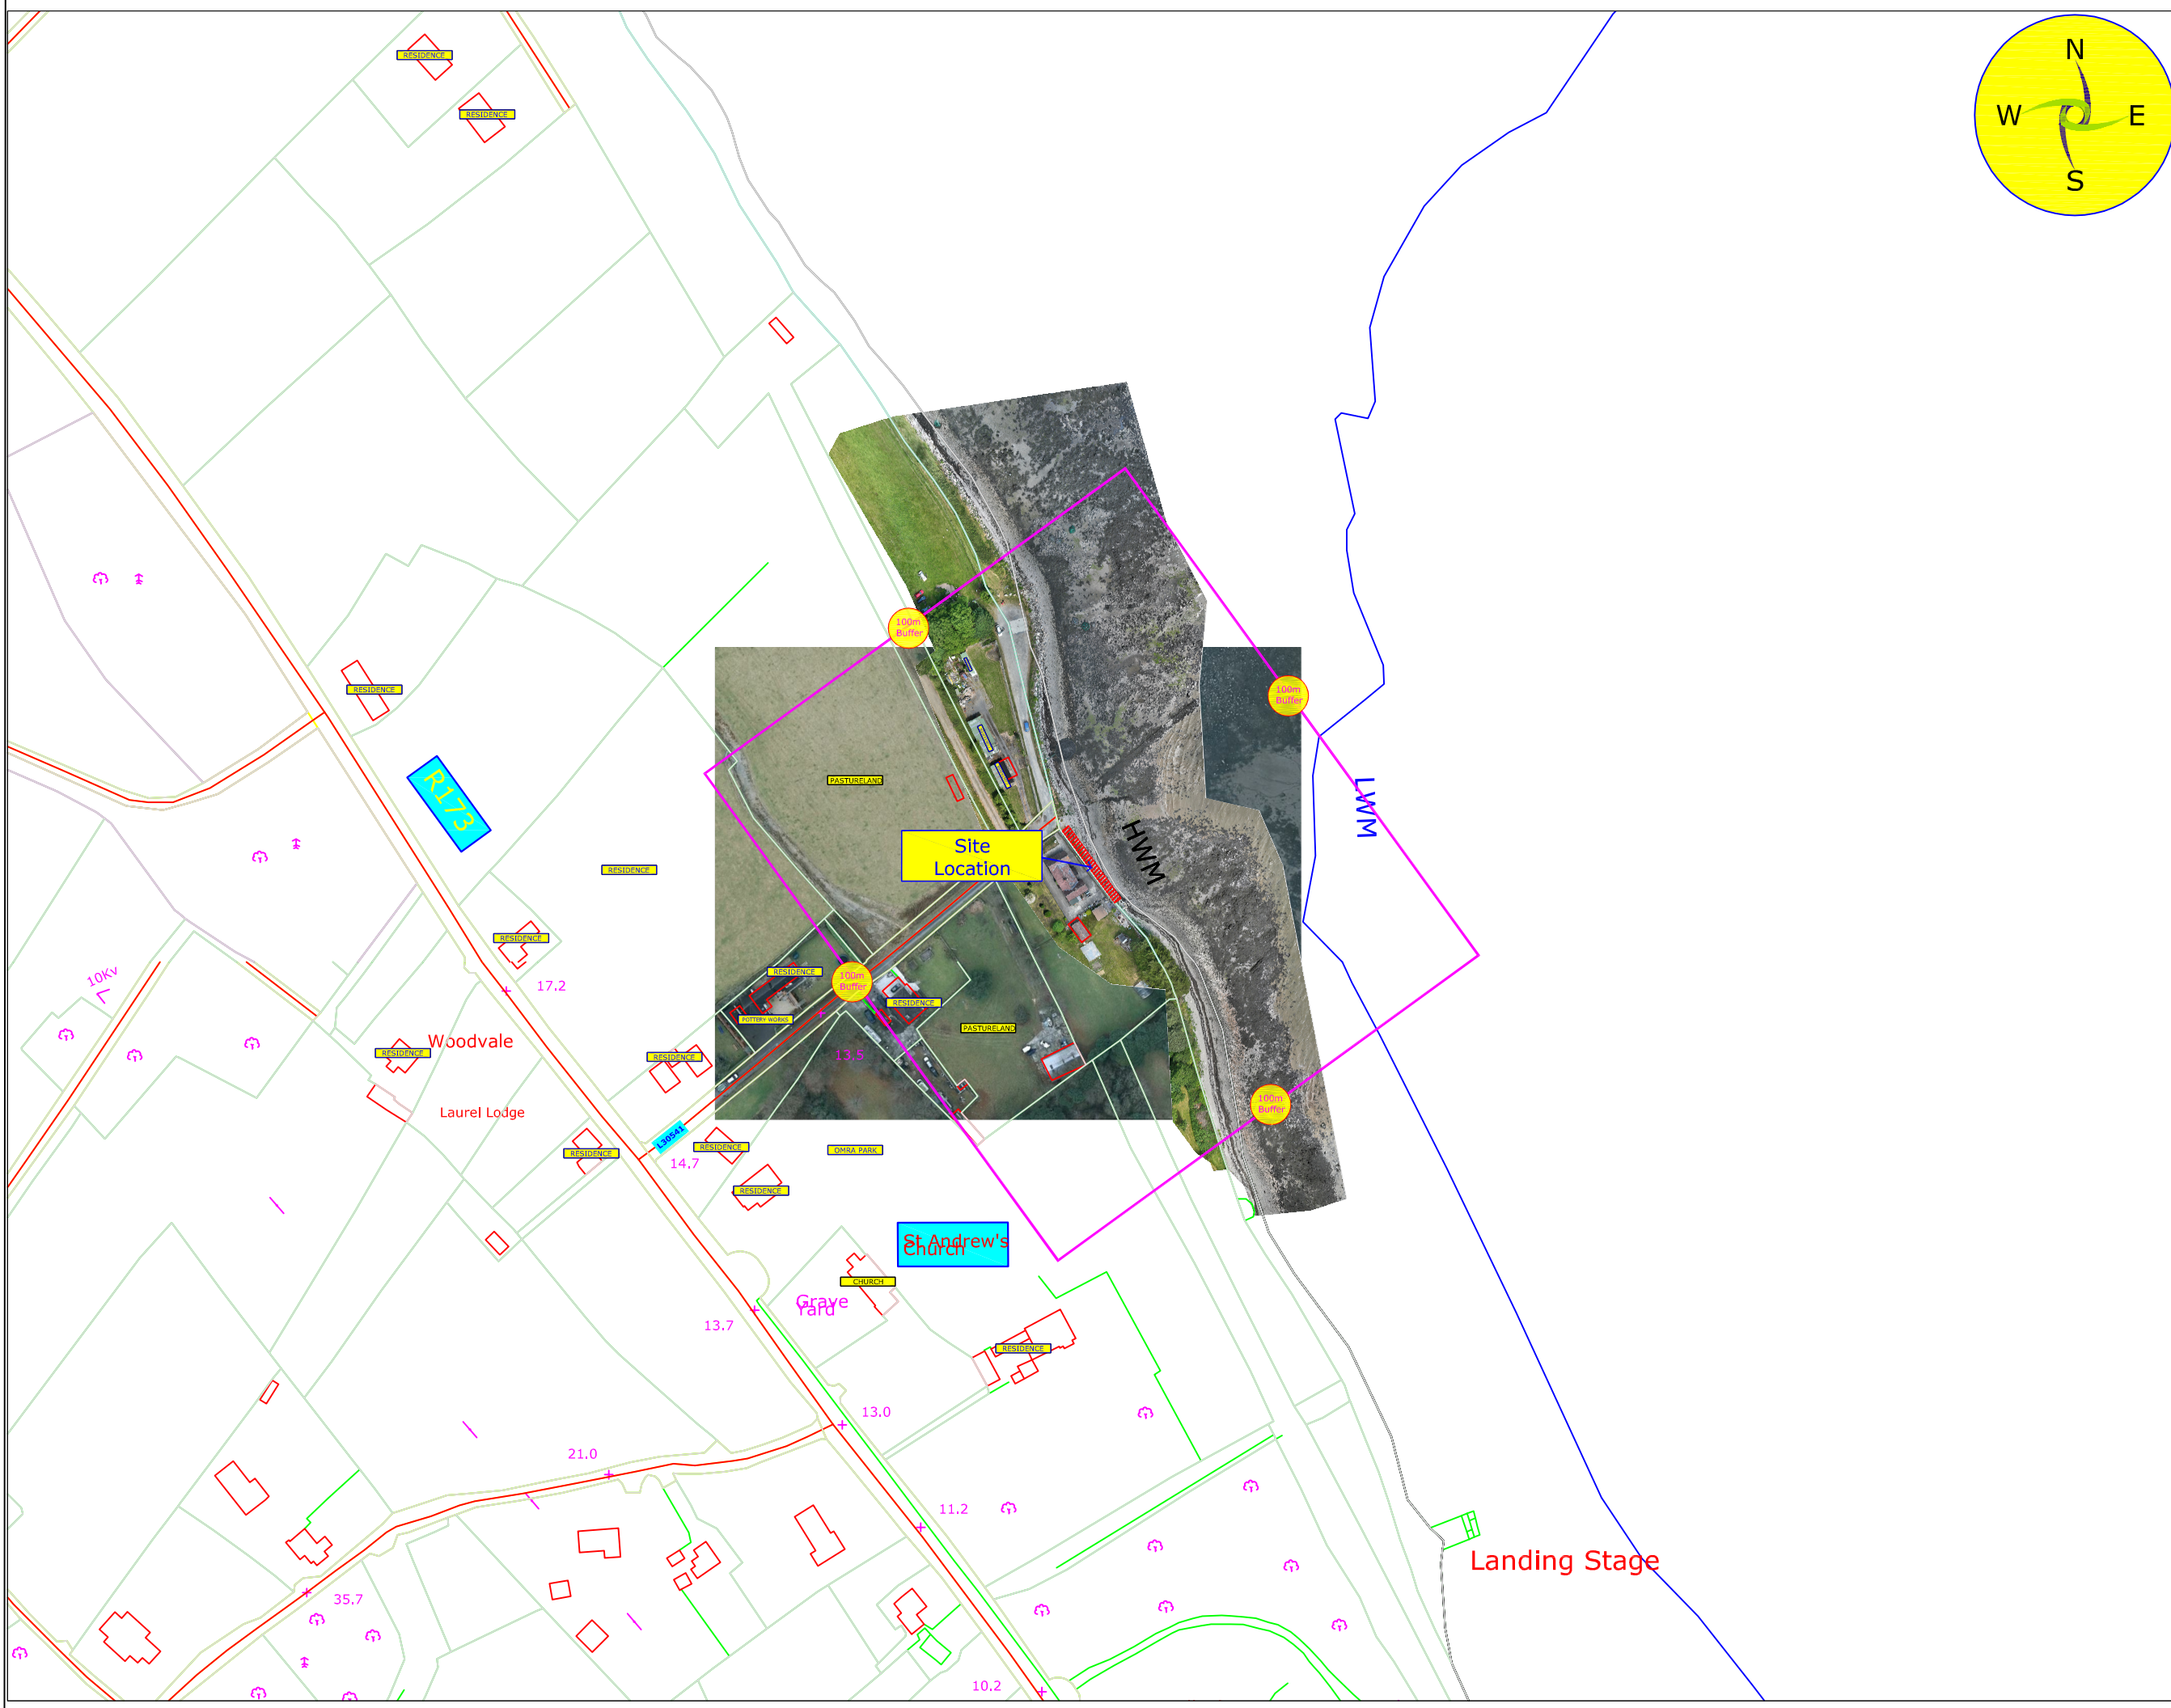 N
W
E
S
RESIDENCE
RESIDENCE
100m
Buffer
RESIDENCE
100m
Buffer
R173
PASTURELAND
LWM
HWM
Site
Location
RESIDENCE
RESIDENCE
10Kv
17.2
RESIDENCE
100m
Buffer
RESIDENCE
POTTERY WORKS
PASTURELAND
Woodvale
RESIDENCE
RESIDENCE
13.5
Laurel Lodge
100m
Buffer
L30541
RESIDENCE
RESIDENCE
OMRA PARK
14.7
RESIDENCE
St Andrew's
Church
CHURCH
Grave
Yard
13.7
RESIDENCE
13.0
21.0
11.2
Landing Stage
35.7
10.2